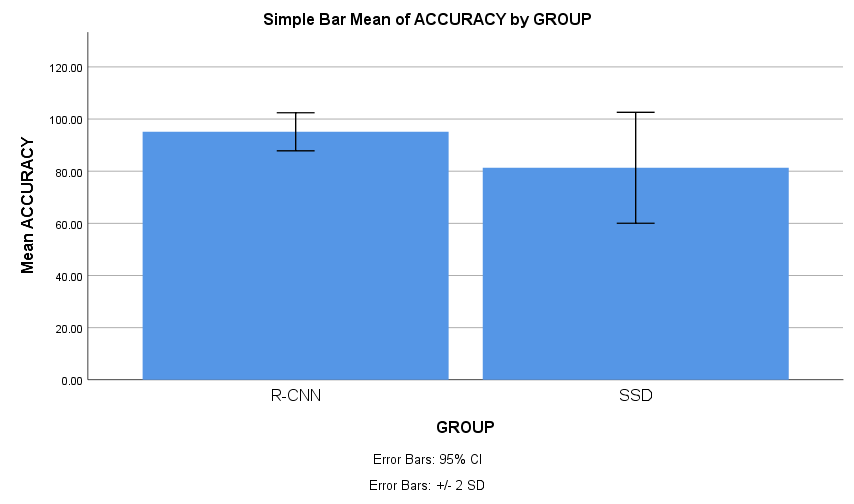 Simple Bar Mean of ACCURACY by GROUP
Mean ACCURACY
120.00
100.00
80.00
60.00
40.00
20.00
0.00
R-CNN
SSD
GROUP
Error Bars: 95% CI
Error Bars: +/- 2 SD